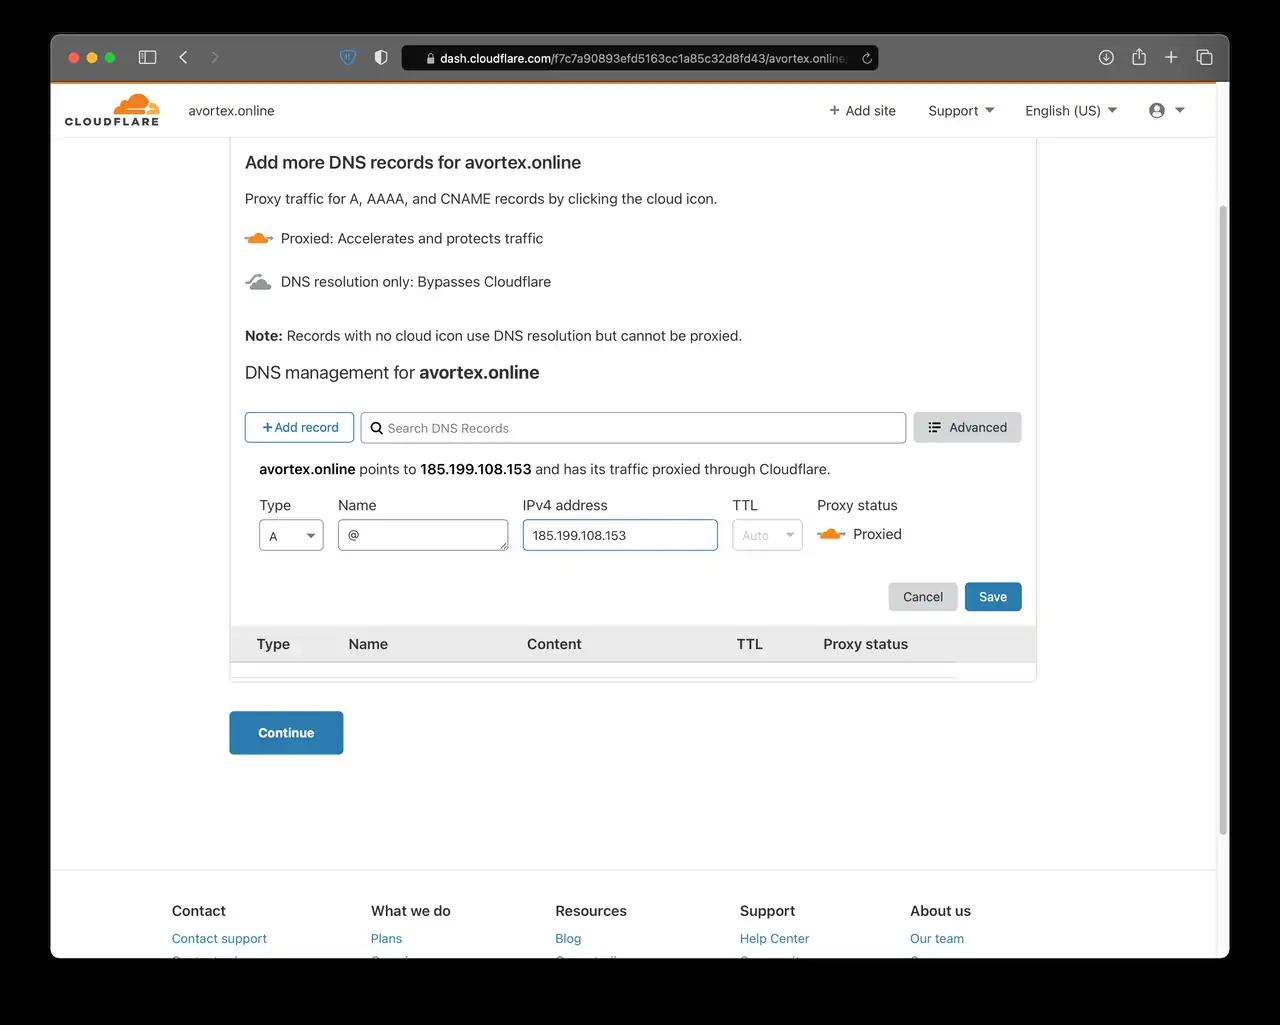 dash.cloudflare.com/f7c7a90893efd5163cc1a85c32d8fd43/avortex.online/
CLOUDFLARE
avortex.online
+ Add site
Support
English (US)
Add more DNS records for avortex.online
Proxy traffic for A, AAAA, and CNAME records by clicking the cloud icon.
Proxied: Accelerates and protects traffic
DNS resolution only: Bypasses Cloudflare
Note: Records with no cloud icon use DNS resolution but cannot be proxied.
DNS management for avortex.online
+ Add record
Search DNS Records
Advanced
avortex.online points to 185.199.108.153 and has its traffic proxied through Cloudflare.
Type Name IPv4 address TTL Proxy status
A @ 185.199.108.153 Auto Proxied
Cancel Save
Type Name Content TTL Proxy status
Continue
Contact What we do Resources Support About us
Contact support Plans Blog Help Center Our team